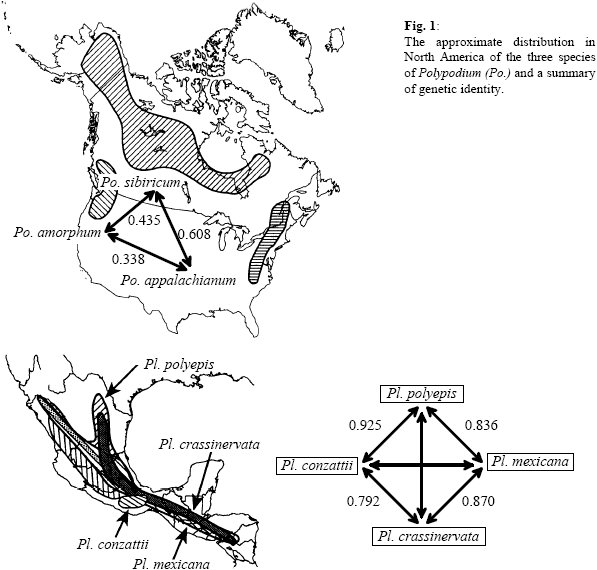 Fig. 1:
The approximate distribution in
North America of the three species
of Polypodium (Po.) and a summary
of genetic identity.
Po. sibiricum
0.435
Po. amorphum
0.608
0.338
Po. appalachianum
Pl. polyepis
Pl. crassinervata
Pl. conzattii
Pl. mexicana
Pl. polyepis
0.925
0.836
Pl. conzattii
Pl. mexicana
0.792
0.870
Pl. crassinervata